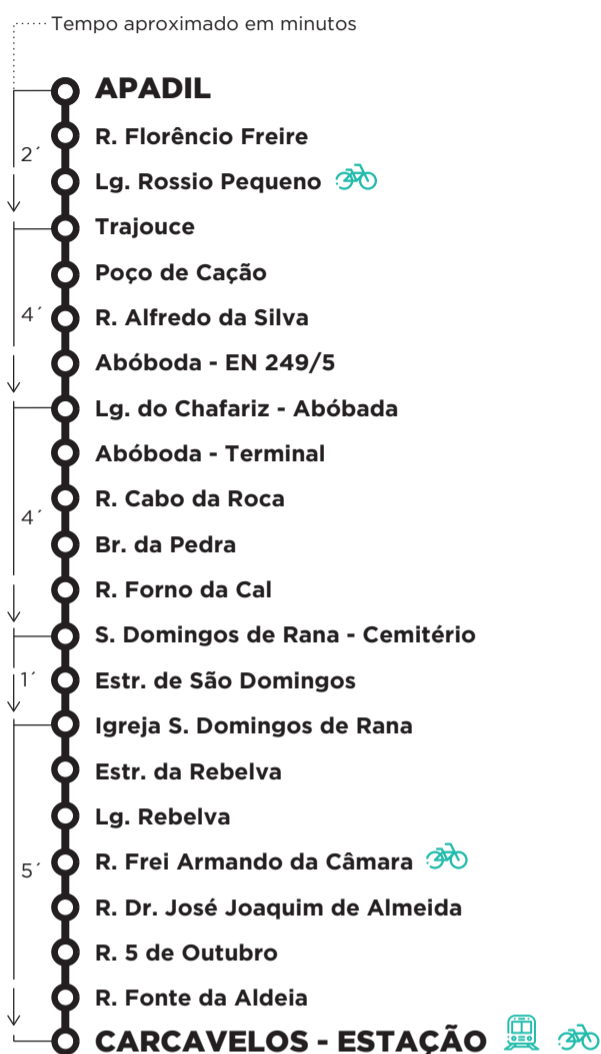 Tempo aproximado em minutos
APADIL
R. Florêncio Freire
2´
Lg. Rossio Pequeno
Trajouce
Poço de Cação
4´
R. Alfredo da Silva
Abóboda - EN 249/5
Lg. do Chafariz - Abóbada
Abóboda - Terminal
R. Cabo da Roca
4´
Br. da Pedra
R. Forno da Cal
S. Domingos de Rana - Cemitério
1´
Estr. de São Domingos
Igreja S. Domingos de Rana
Estr. da Rebelva
Lg. Rebelva
R. Frei Armando da Câmara
5´
R. Dr. José Joaquim de Almeida
R. 5 de Outubro
R. Fonte da Aldeia
CARCAVELOS - ESTAÇÃO